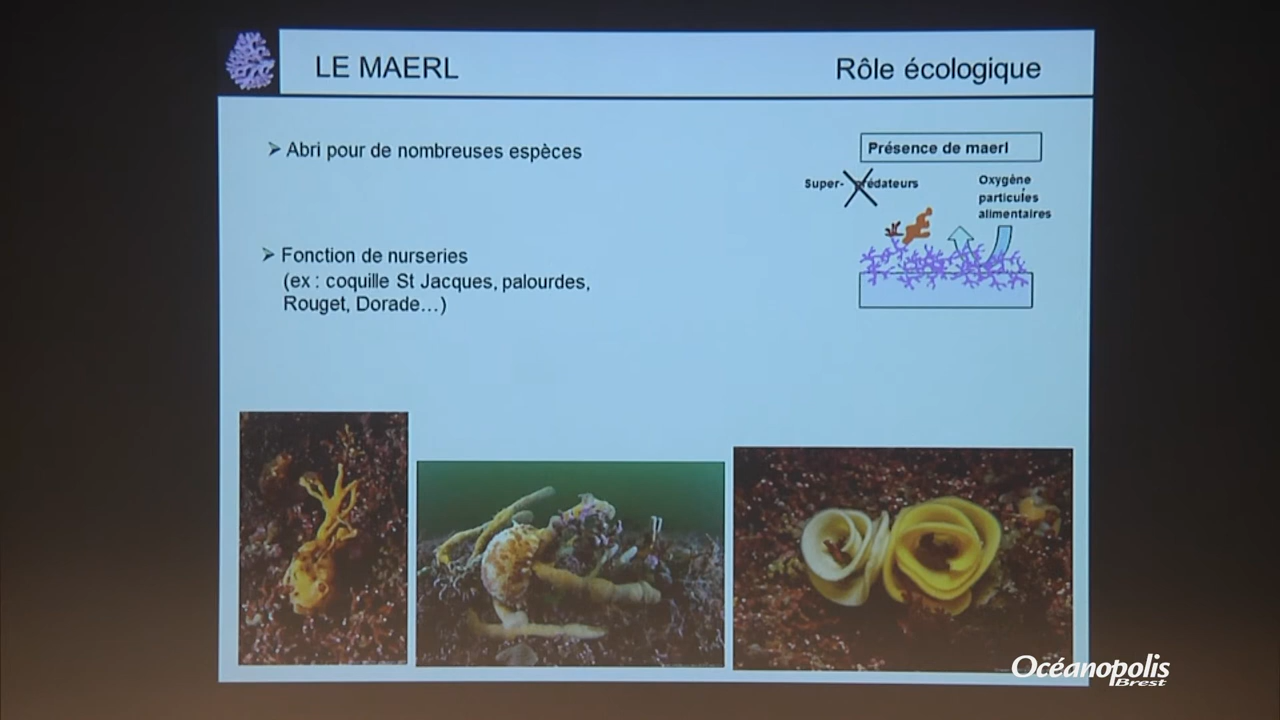 LE MAERL
Rôle écologique
Abri pour de nombreuses espèces
Fonction de nurseries
(ex : coquille St Jacques, palourdes,
Rouget, Dorade…)
Présence de maerl
Super-prédateurs
Oxygène
particules
alimentaires
Océanopolis
Brest